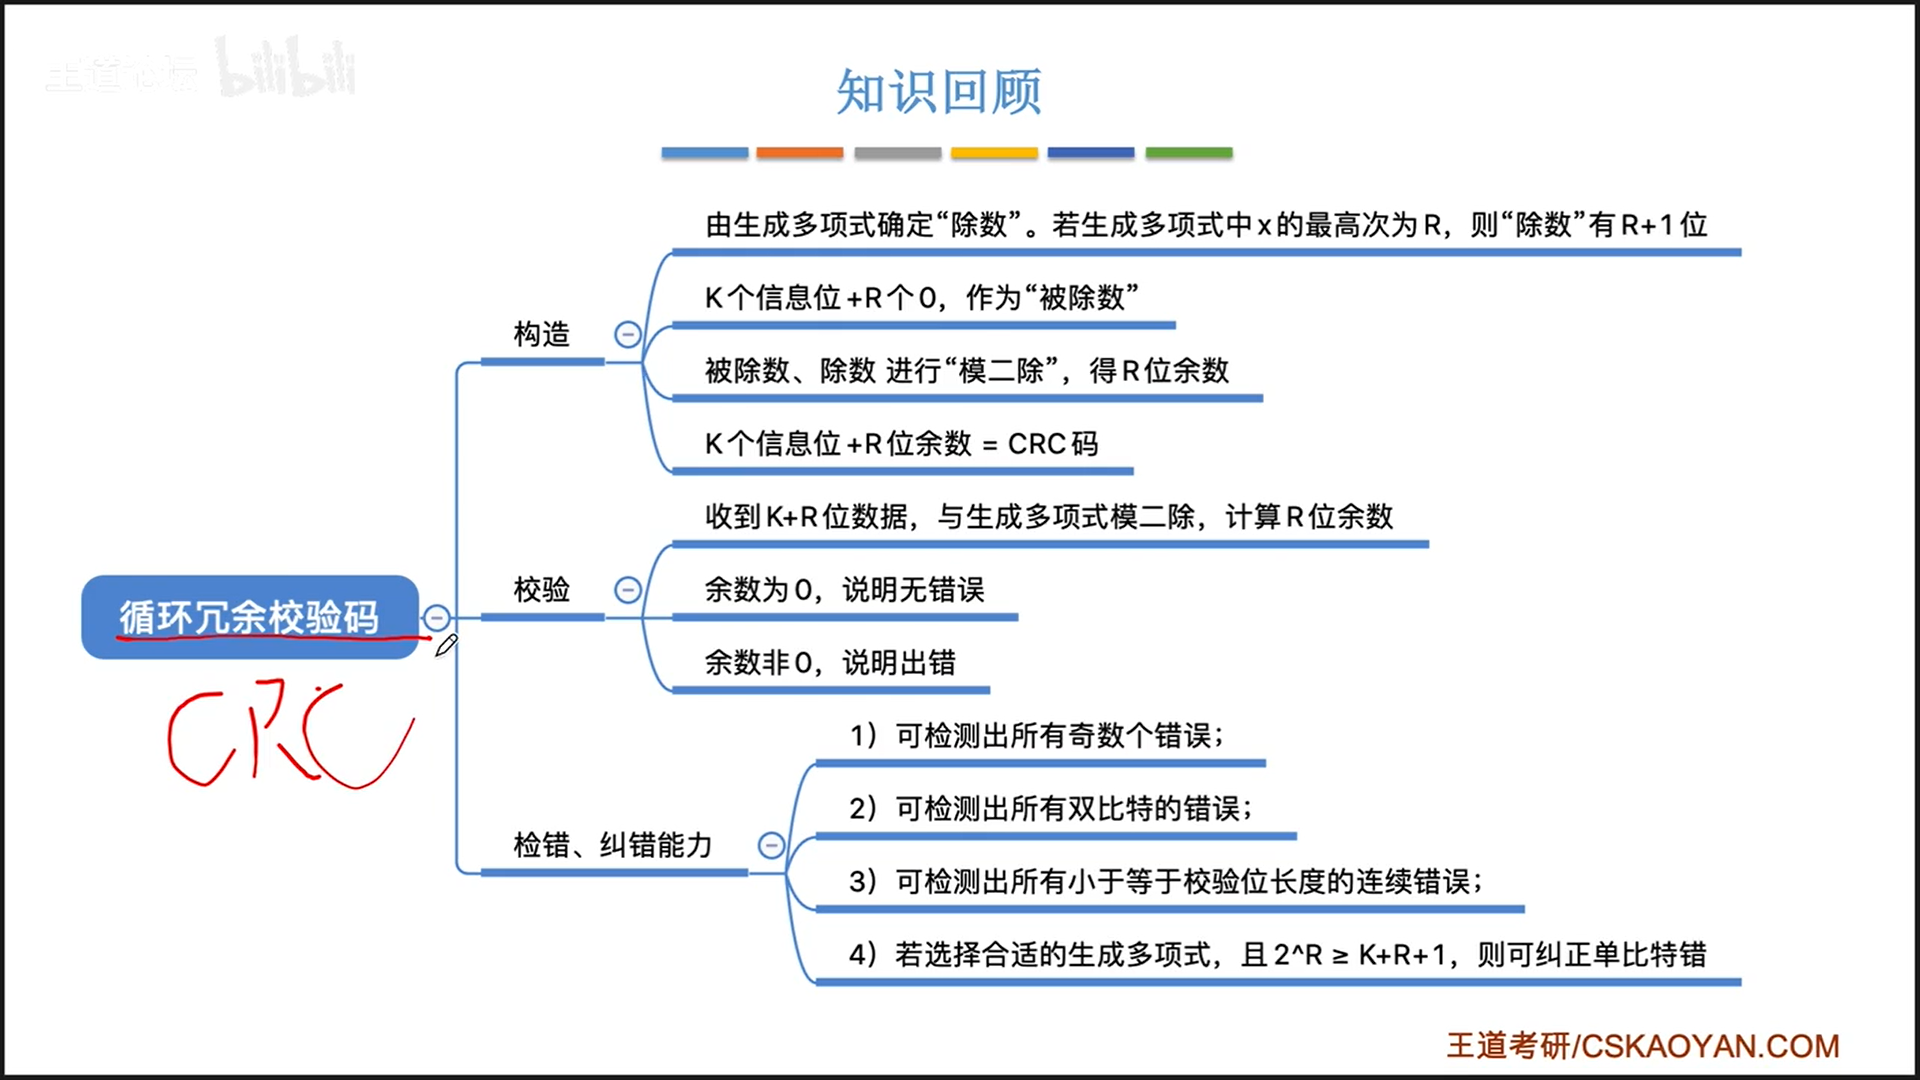 王道论坛 bilibili
知识回顾
由生成多项式确定“除数”。若生成多项式中x的最高次为R，则“除数”有R+1位
K个信息位+R个0，作为“被除数”
构造
被除数、除数 进行“模二除”，得R位余数
K个信息位+R位余数 = CRC码
收到K+R位数据，与生成多项式模二除，计算R位余数
校验
余数为0，说明无错误
循环冗余校验码
余数非0，说明出错
CRC
1）可检测出所有奇数个错误；
2）可检测出所有双比特的错误；
检错、纠错能力
3）可检测出所有小于等于校验位长度的连续错误；
4）若选择合适的生成多项式，且2^R ≥ K+R+1，则可纠正单比特错
王道考研/CSKAOYAN.COM